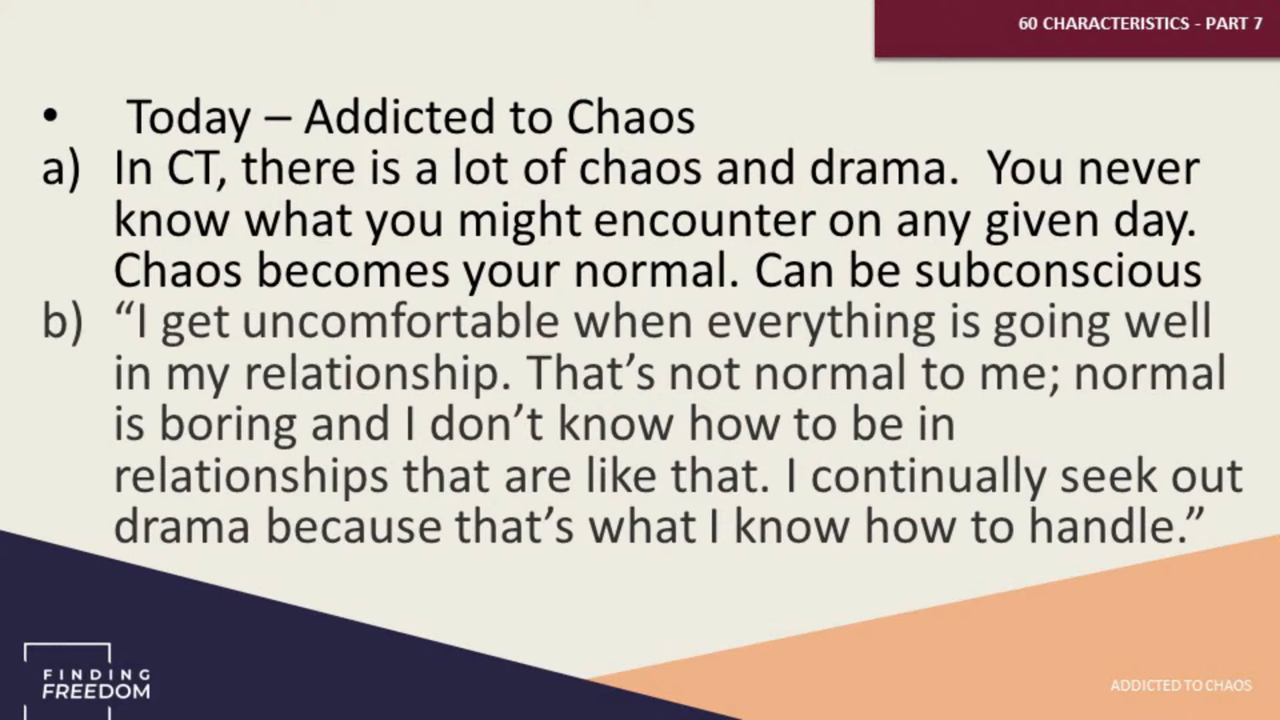 60 CHARACTERISTICS - PART 7
• Today – Addicted to Chaos
a) In CT, there is a lot of chaos and drama. You never
know what you might encounter on any given day.
Chaos becomes your normal. Can be subconscious
b) “I get uncomfortable when everything is going well
in my relationship. That’s not normal to me; normal
is boring and I don’t know how to be in
relationships that are like that. I continually seek out
drama because that’s what I know how to handle.”
FINDING
FREEDOM
ADDICTED TO CHAOS